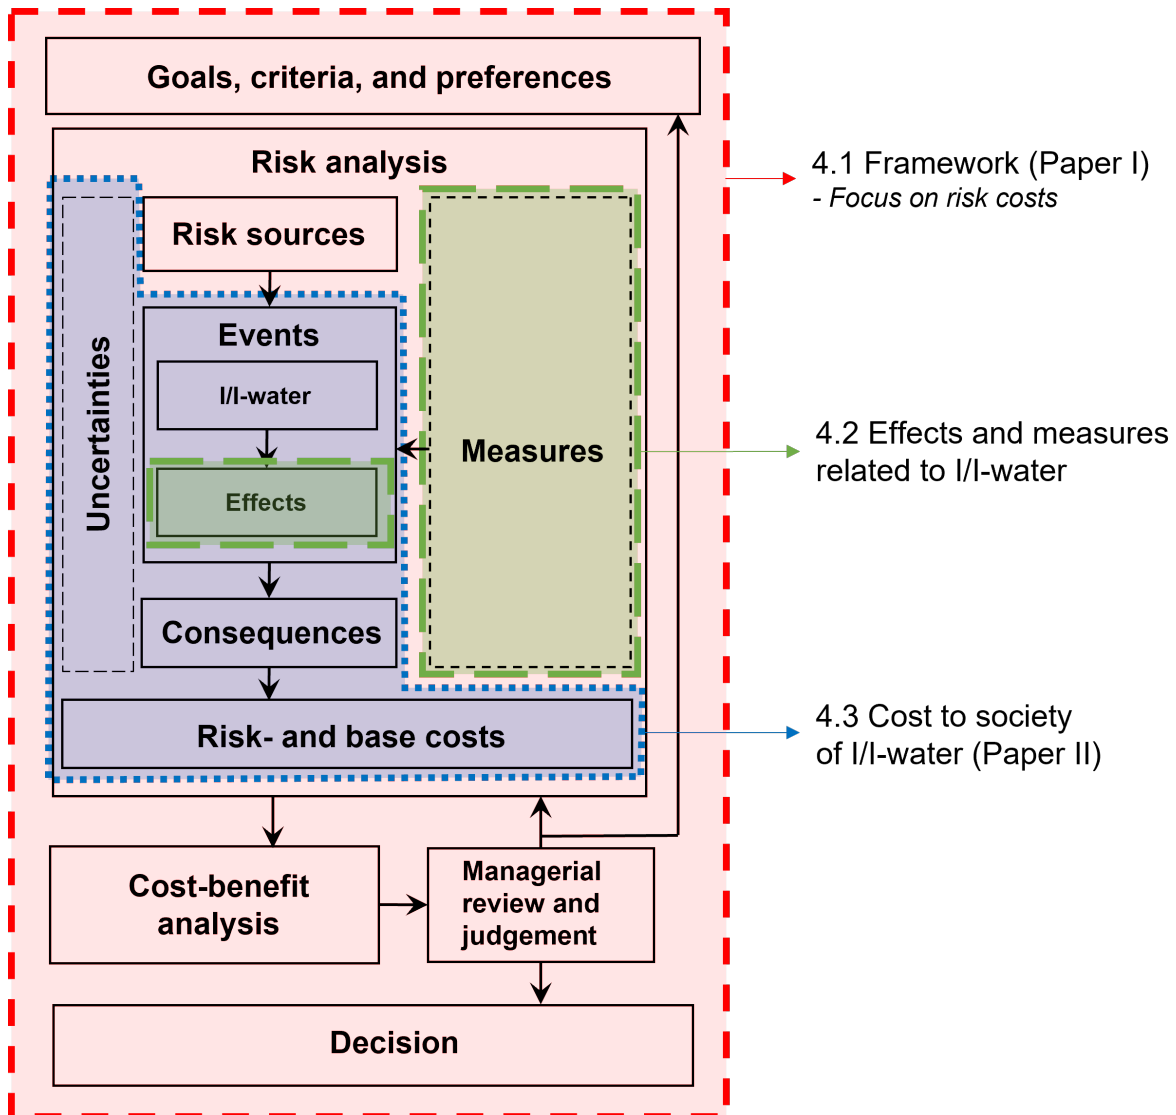 Goals, criteria, and preferences
Risk analysis
Risk sources
Events
I/I-water
Effects
Uncertainties
Measures
Consequences
Risk- and base costs
Cost-benefit
analysis
Managerial
review and
judgement
Decision
4.1 Framework (Paper I)
- Focus on risk costs
4.2 Effects and measures
related to I/I-water
4.3 Cost to society
of I/I-water (Paper II)